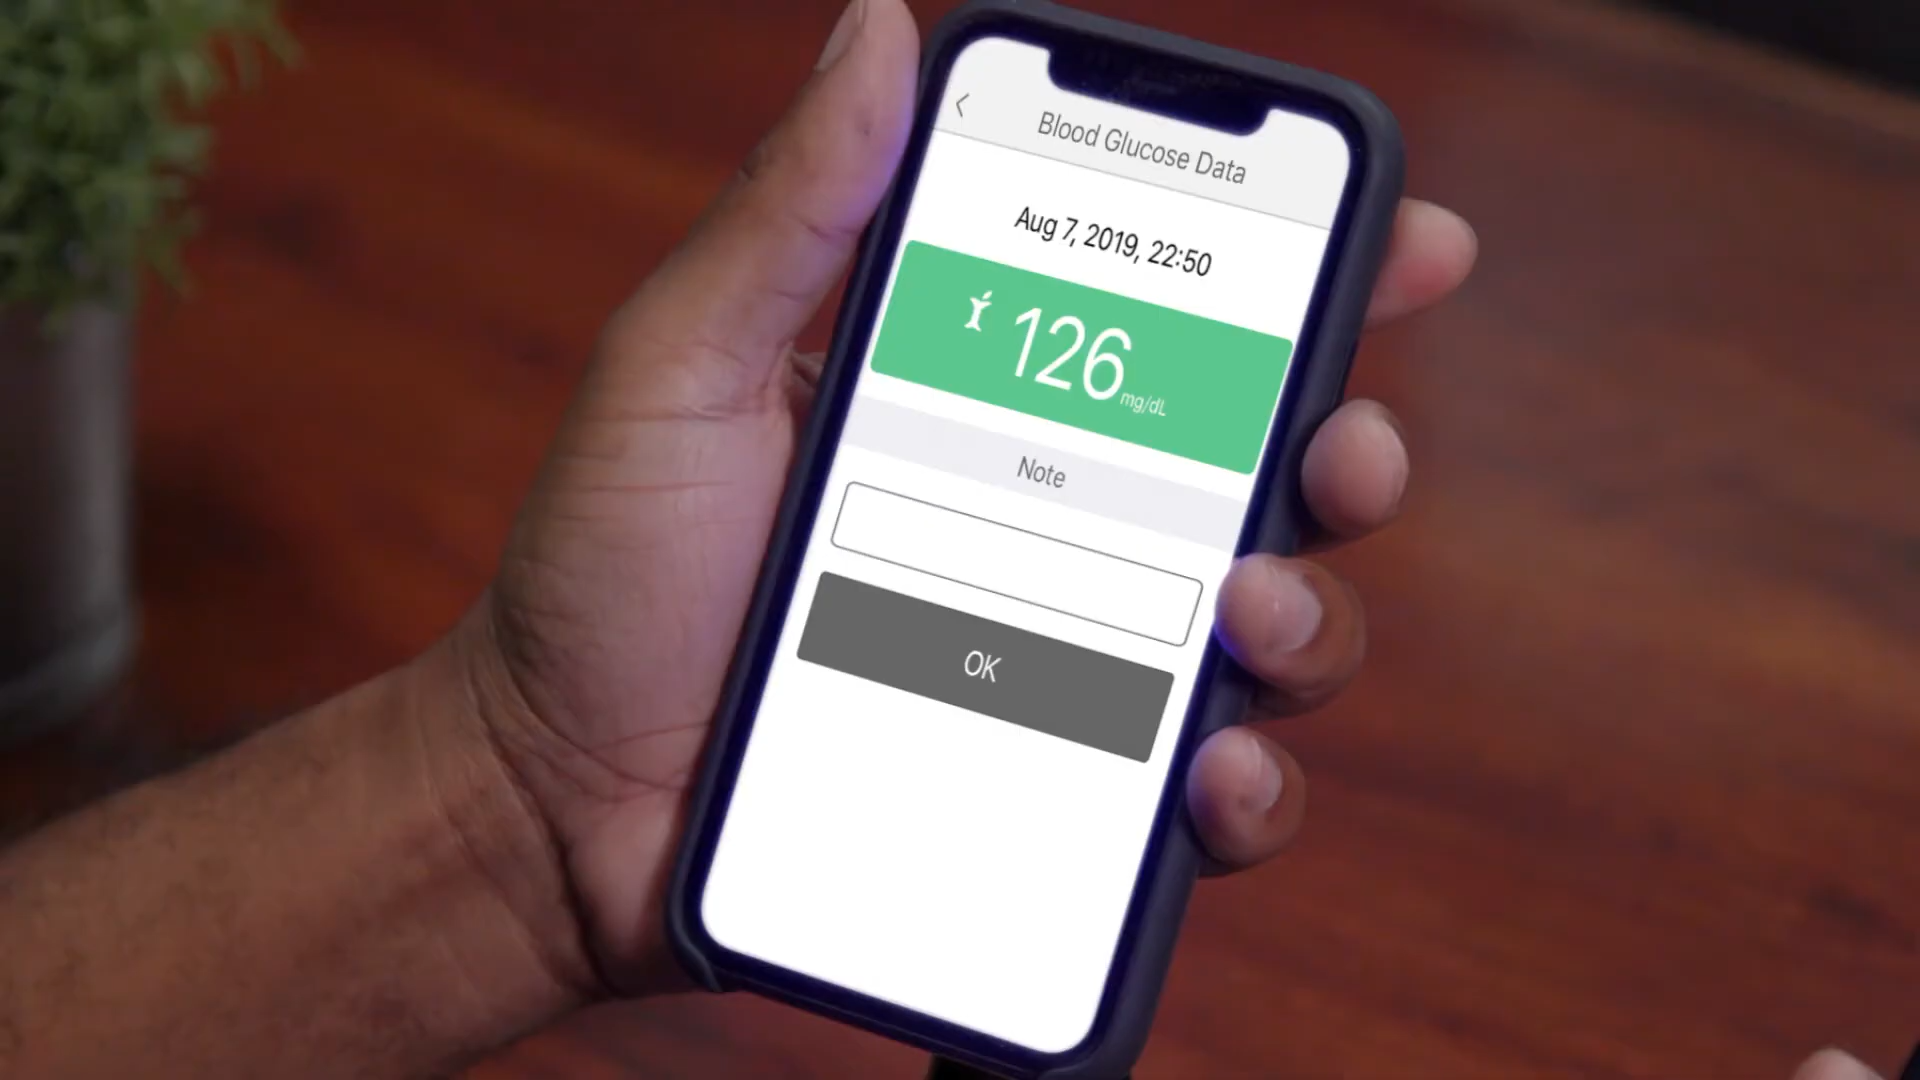 Blood Glucose Data
Aug 7, 2019, 22:50
126 mg/dL
Note
OK